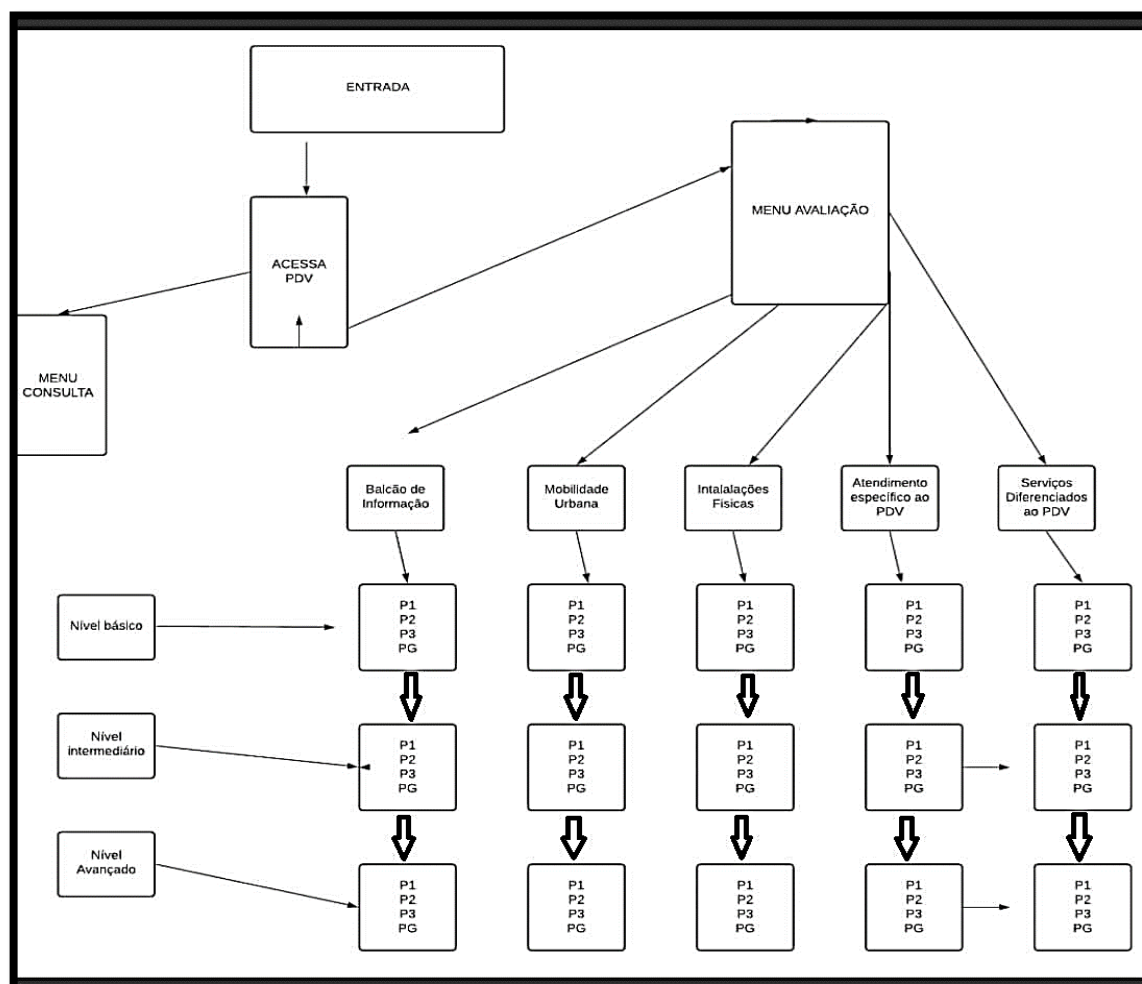 ENTRADA
MENU AVALIAÇÃO
ACESSA
PDV
MENU
CONSULTA
Balcão de
Informação
Mobilidade
Urbana
Intalalações
Fisicas
Atendimento
específico ao
PDV
Serviços
Diferenciados
ao PDV
Nível básico
P1
P2
P3
PG
P1
P2
P3
PG
P1
P2
P3
PG
P1
P2
P3
PG
P1
P2
P3
PG
Nível
intermediário
P1
P2
P3
PG
P1
P2
P3
PG
P1
P2
P3
PG
P1
P2
P3
PG
P1
P2
P3
PG
Nível
Avançado
P1
P2
P3
PG
P1
P2
P3
PG
P1
P2
P3
PG
P1
P2
P3
PG
P1
P2
P3
PG